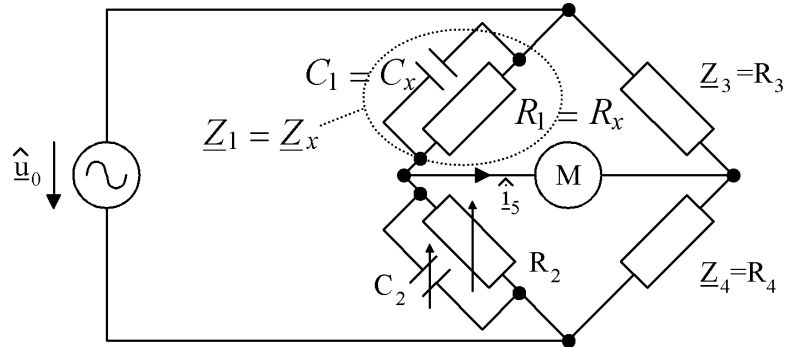 C₁ = Cₓ
Z₃=R₃
R₁ = Rₓ
Z₁ = Zₓ
û₀
M
î₅
R₂
C₂
Z₄=R₄